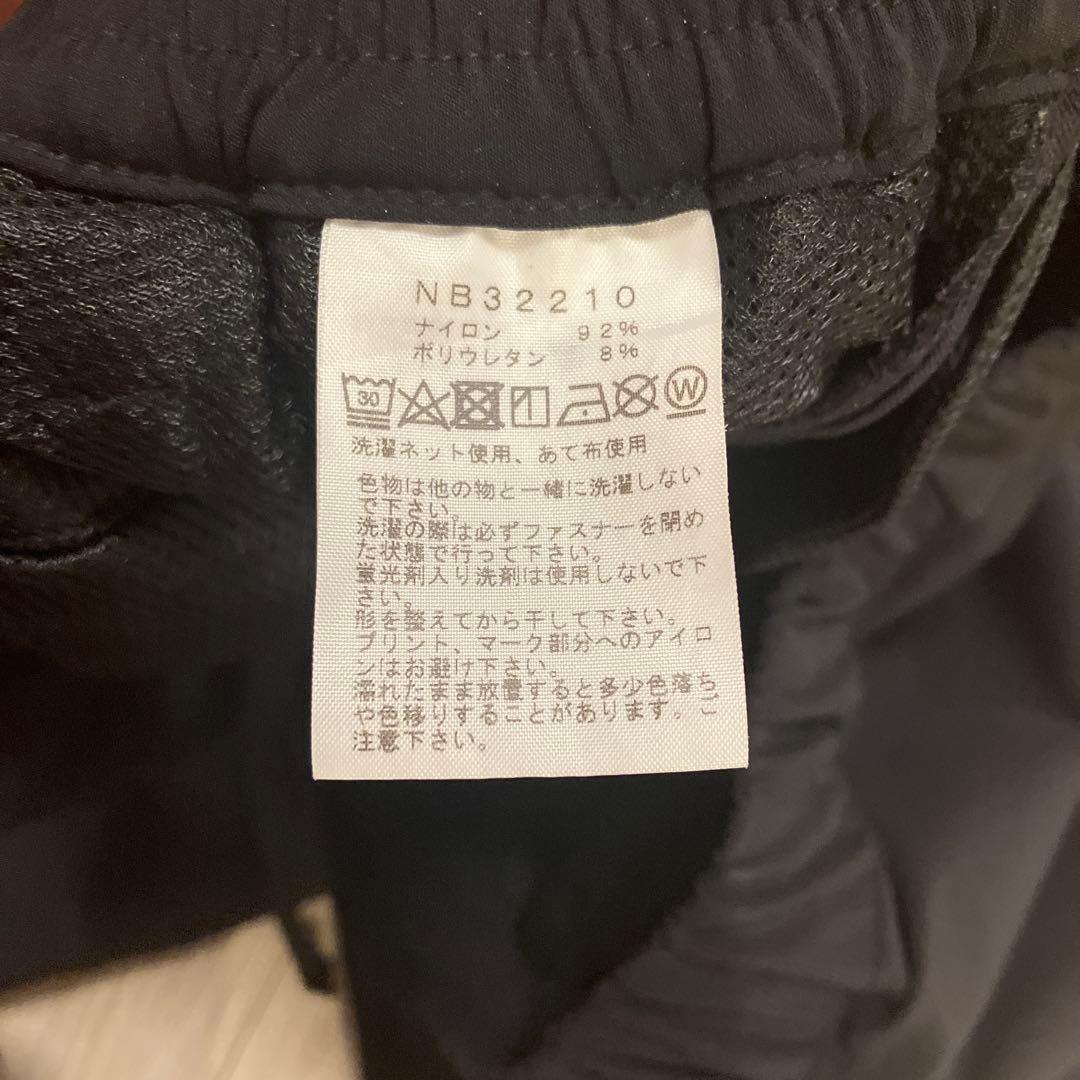 NB32210
ナイロン 92%
ポリウレタン 8%
30 W
洗濯ネット使用、あて布使用
色物は他の物と一緒に洗濯しない
で下さい。
洗濯の際は必ずファスナーを閉め
た状態で行って下さい。
蛍光剤入り洗剤は使用しないで下
さい。
形を整えてから干して下さい。
プリント、マーク部分へのアイロ
ンはお避け下さい。
濡れたまま放置すると多少色落ち
や色移りすることがあります。ご
注意下さい。